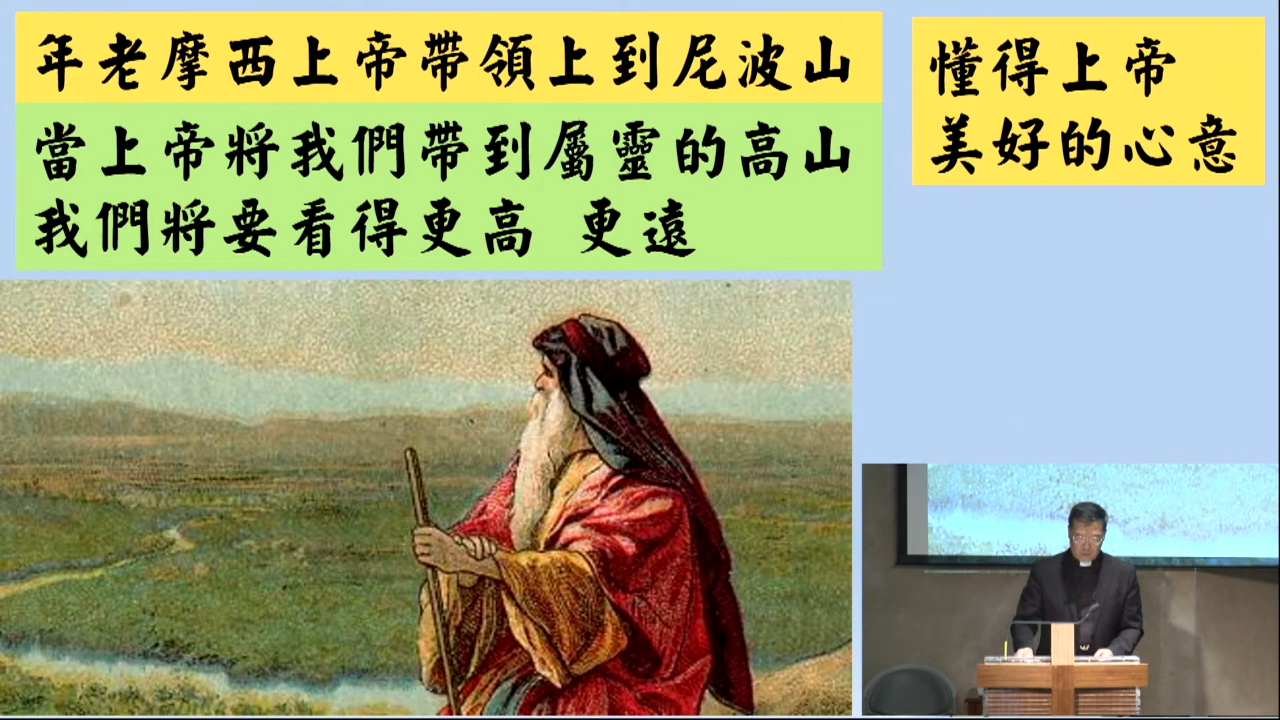 年老摩西上帝帶領上到尼波山
當上帝將我們帶到屬靈的高山
我們將要看得更高 更遠
懂得上帝
美好的心意